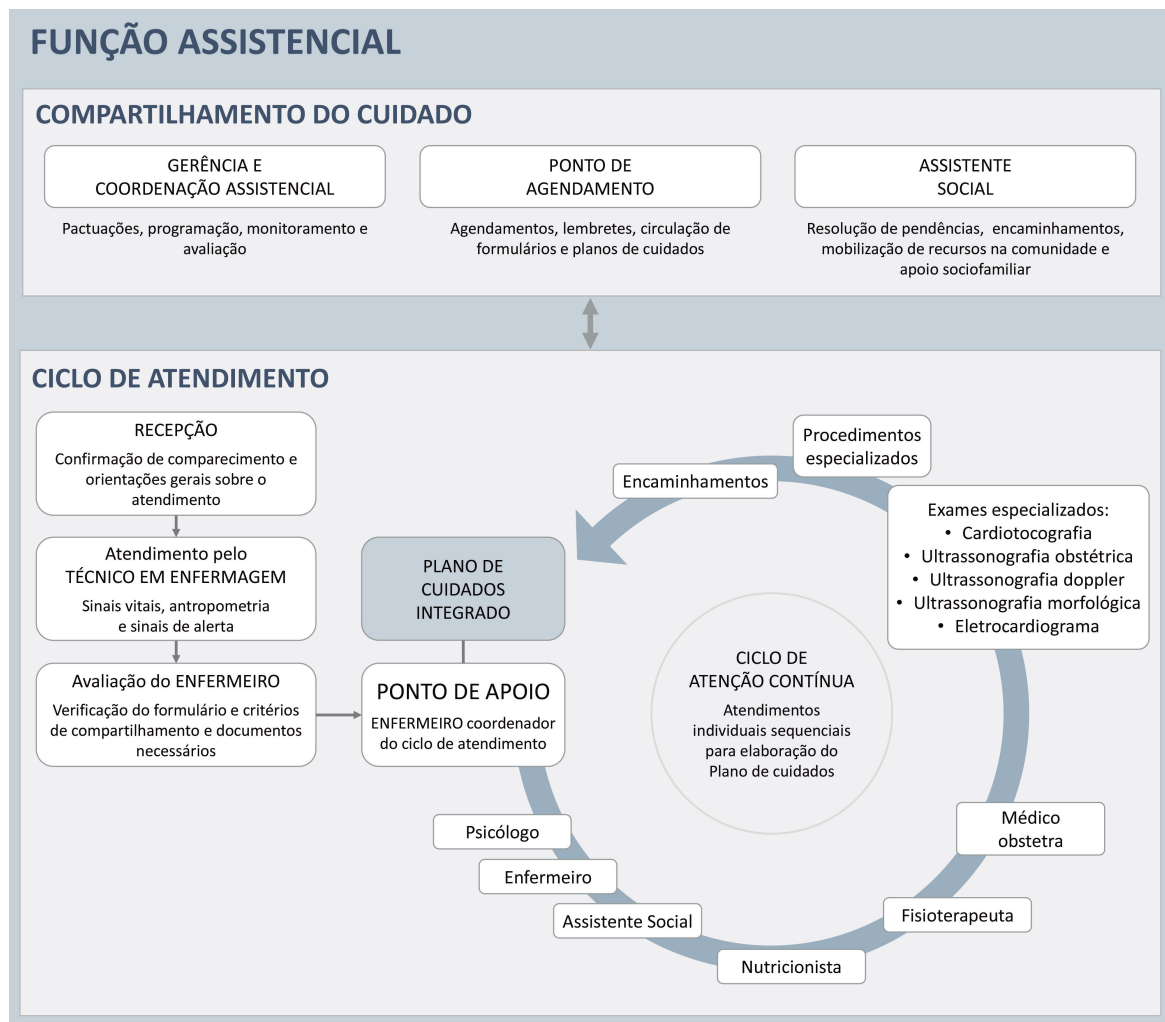 FUNÇÃO ASSISTENCIAL
COMPARTILHAMENTO DO CUIDADO
GERÊNCIA E
COORDENAÇÃO ASSISTENCIAL
Pactuações, programação, monitoramento e
avaliação
PONTO DE
AGENDAMENTO
Agendamentos, lembretes, circulação de
formulários e planos de cuidados
ASSISTENTE
SOCIAL
Resolução de pendências, encaminhamentos,
mobilização de recursos na comunidade e
apoio sociofamiliar
CICLO DE ATENDIMENTO
RECEPÇÃO
Confirmação de comparecimento e
orientações gerais sobre o
atendimento
Atendimento pelo
TÉCNICO EM ENFERMAGEM
Sinais vitais, antropometria
e sinais de alerta
Avaliação do ENFERMEIRO
Verificação do formulário e critérios
de compartilhamento e documentos
necessários
PLANO DE
CUIDADOS
INTEGRADO
PONTO DE APOIO
ENFERMEIRO coordenador
do ciclo de atendimento
Psicólogo
Enfermeiro
Assistente Social
Nutricionista
Fisioterapeuta
Médico
obstetra
Exames especializados:
• Cardiotocografia
• Ultrassonografia obstétrica
• Ultrassonografia doppler
• Ultrassonografia morfológica
• Eletrocardiograma
Procedimentos
especializados
Encaminhamentos
CICLO DE
ATENÇÃO CONTÍNUA
Atendimentos
individuais sequenciais
para elaboração do
Plano de cuidados